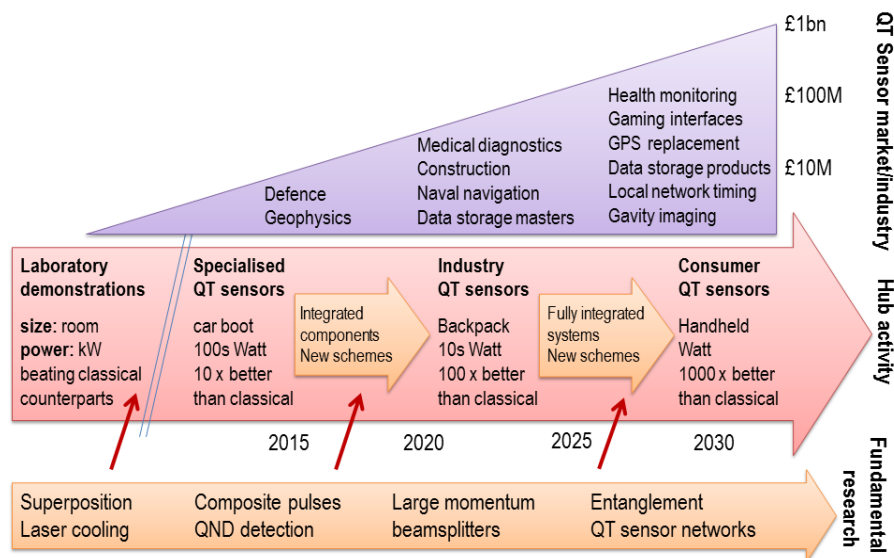 £1bn
£100M
£10M
QT Sensor market/industry
Defence
Geophysics
Medical diagnostics
Construction
Naval navigation
Data storage masters
Health monitoring
Gaming interfaces
GPS replacement
Data storage products
Local network timing
Gavity imaging
Laboratory
demonstrations
size: room
power: kW
beating classical
counterparts
Specialised
QT sensors
car boot
100s Watt
10 x better
than classical
Integrated
components
New schemes
Industry
QT sensors
Backpack
10s Watt
100 x better
than classical
Fully integrated
systems
New schemes
Consumer
QT sensors
Handheld
Watt
1000 x better
than classical
Hub activity
2015
2020
2025
2030
Superposition
Laser cooling
Composite pulses
QND detection
Large momentum
beamsplitters
Entanglement
QT sensor networks
Fundamental
research